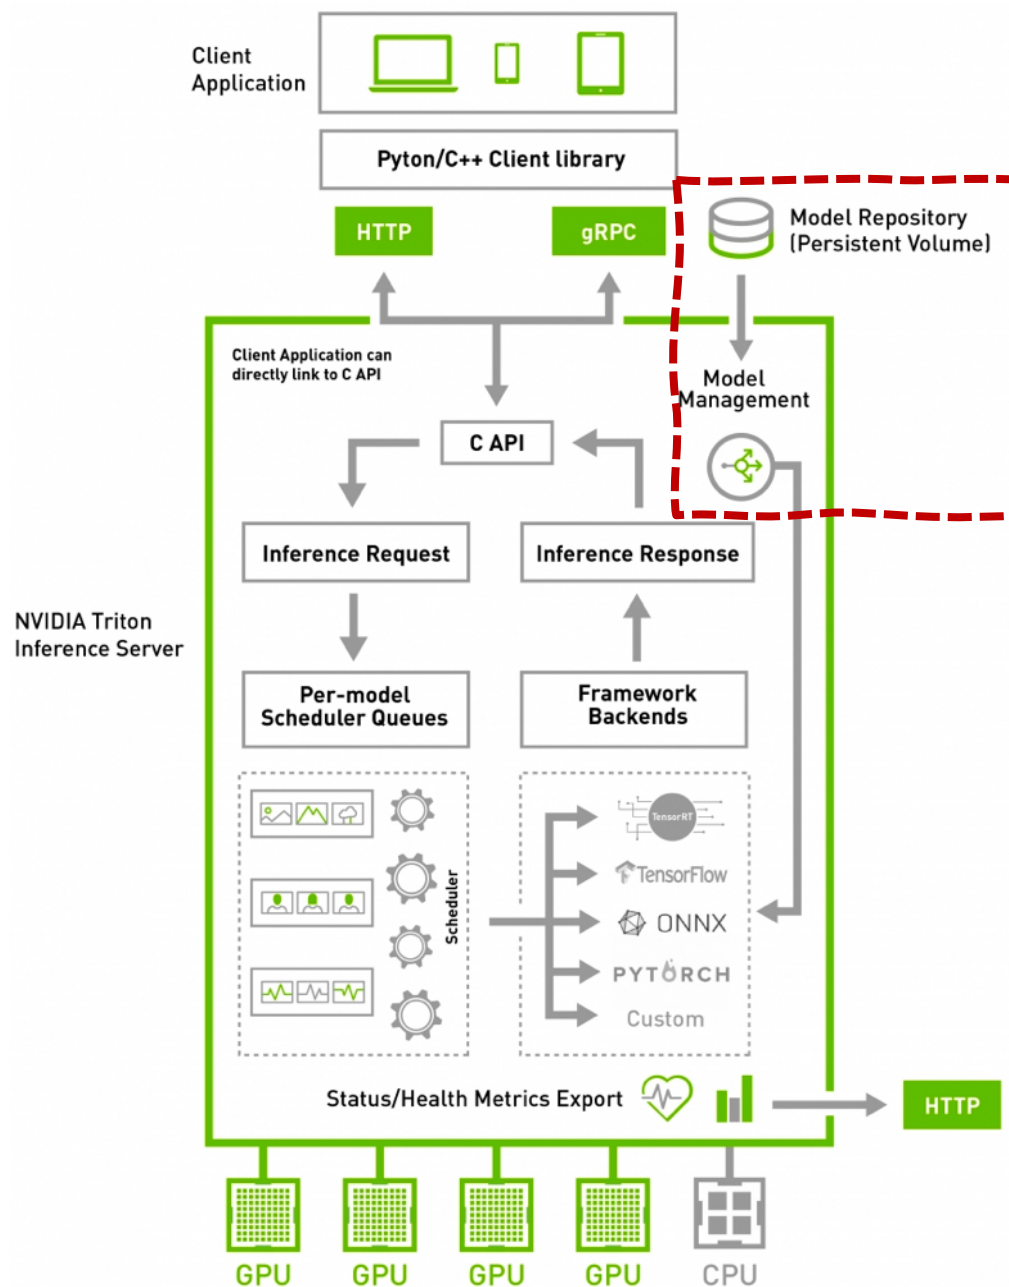 Client
Application
Pyton/C++ Client library
HTTP
gRPC
Model Repository
(Persistent Volume)
Client Application can
directly link to C API
Model
Management
C API
Inference Request
Inference Response
NVIDIA Triton
Inference Server
Per-model
Scheduler Queues
Framework
Backends
Scheduler
TensorRT
TensorFlow
ONNX
PYTORCH
Custom
Status/Health Metrics Export
HTTP
GPU
GPU
GPU
GPU
CPU